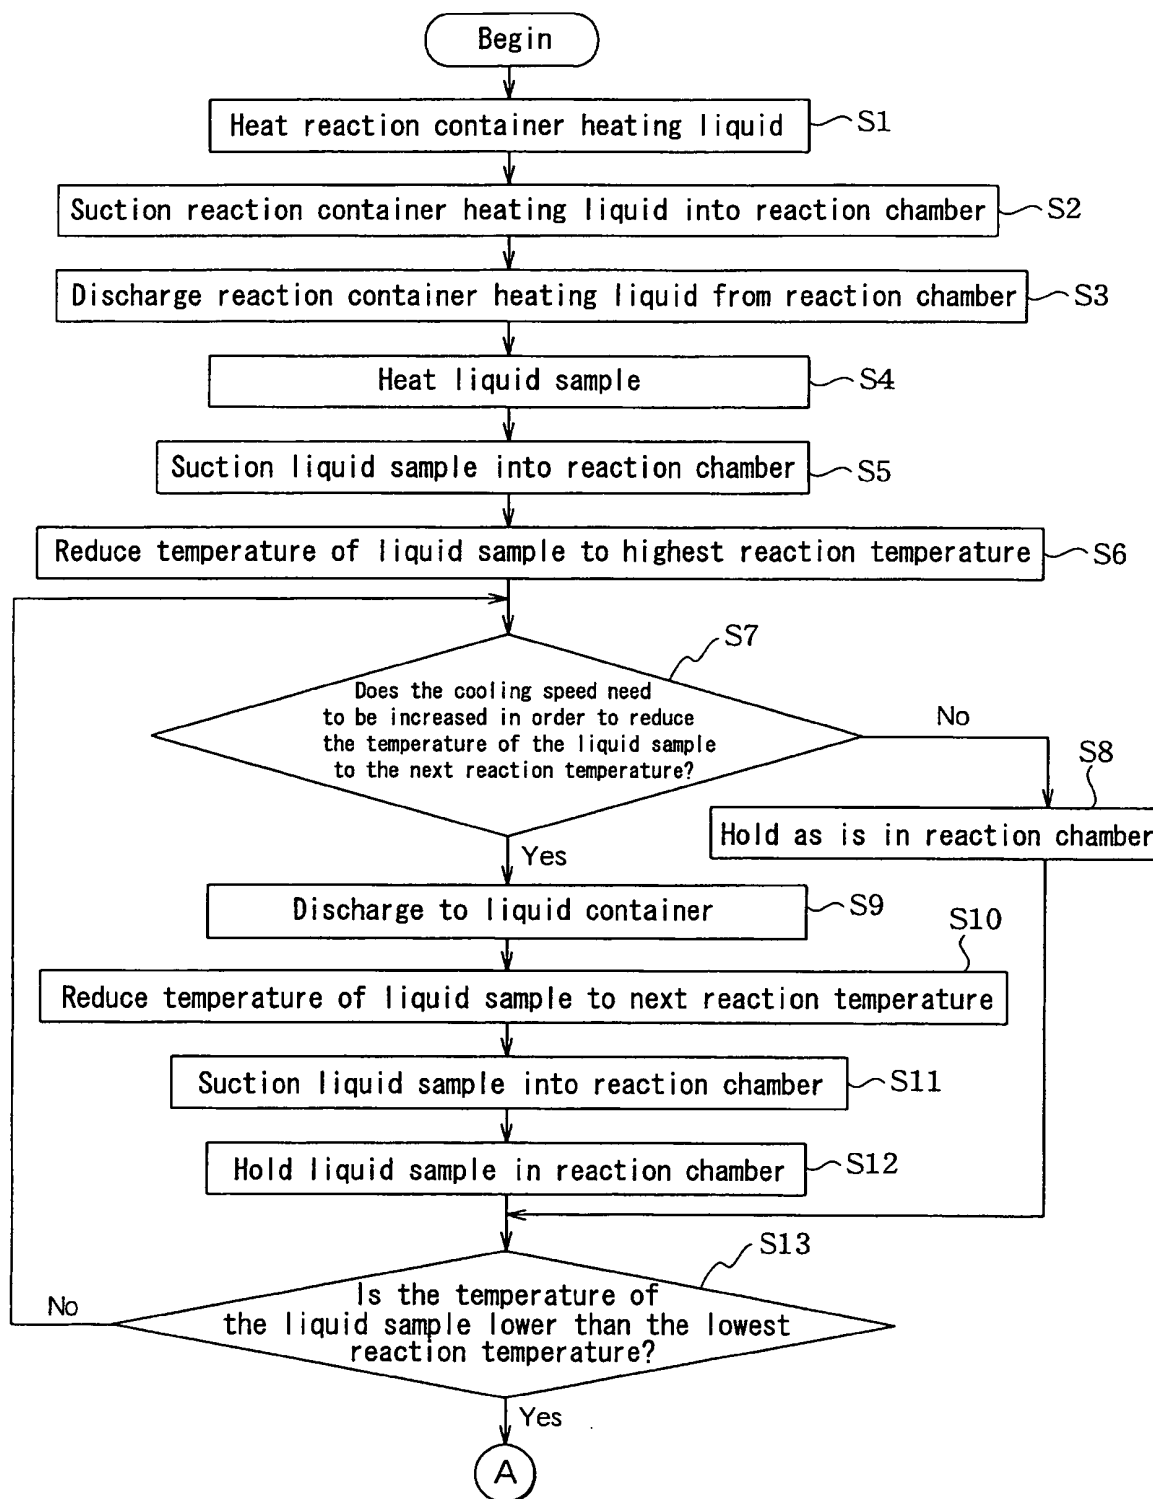 Begin
Heat reaction container heating liquid
S1
Suction reaction container heating liquid into reaction chamber
S2
Discharge reaction container heating liquid from reaction chamber
S3
Heat liquid sample
S4
Suction liquid sample into reaction chamber
S5
Reduce temperature of liquid sample to highest reaction temperature
S6
S7
Does the cooling speed need
to be increased in order to reduce
the temperature of the liquid sample
to the next reaction temperature?
No
S8
Hold as is in reaction chamber
Yes
Discharge to liquid container
S9
S10
Reduce temperature of liquid sample to next reaction temperature
Suction liquid sample into reaction chamber
S11
Hold liquid sample in reaction chamber
S12
S13
Is the temperature of
the liquid sample lower than the lowest
reaction temperature?
No
Yes
A